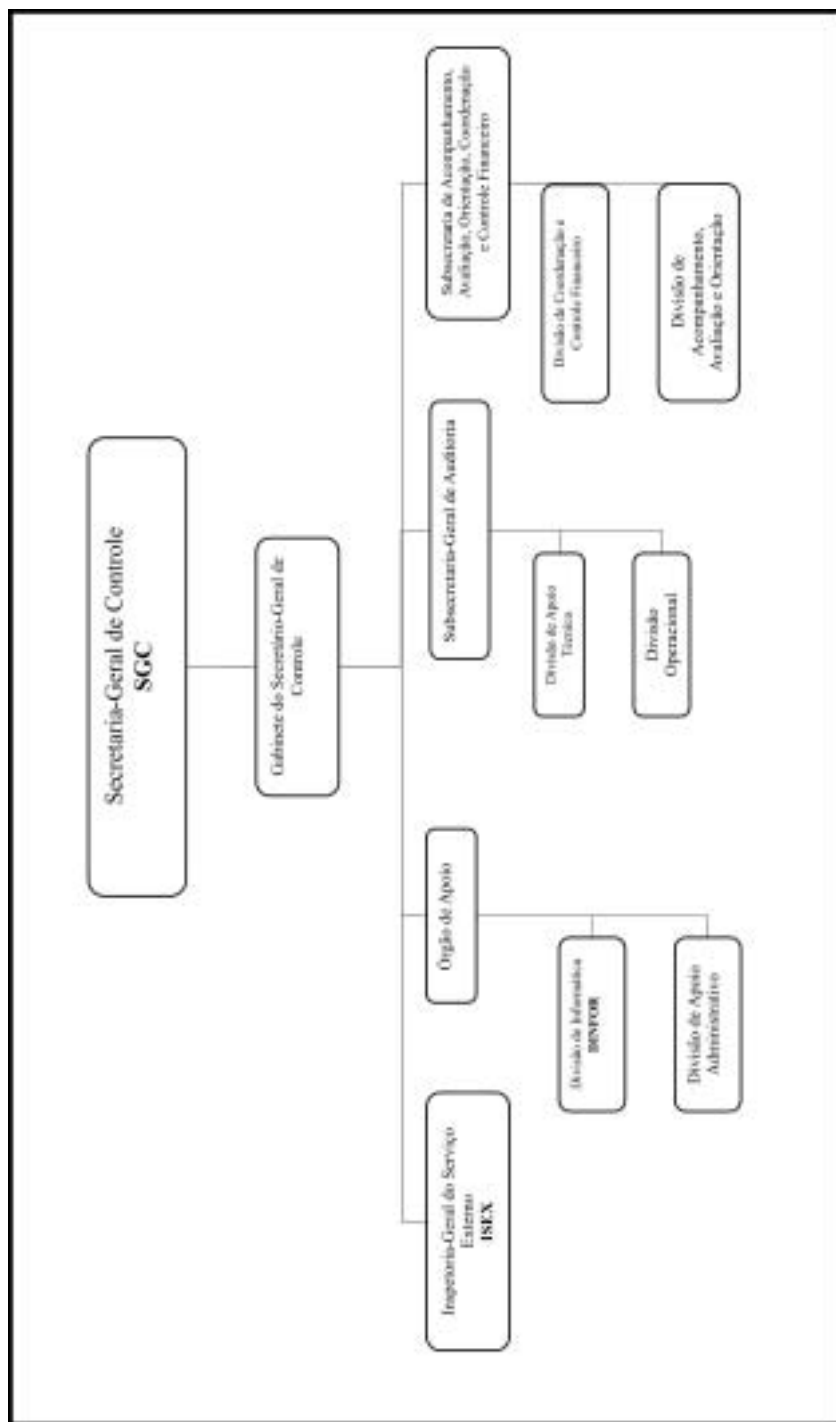 Secretaria-Geral de Controle
SGC
Gabinete do Secretário-Geral de
Controle
Inspetoria-Geral do Serviço
Externo
ISEX
Órgão de Apoio
Divisão de Informática
DINFOR
Divisão de Apoio
Administrativo
Subsecretaria-Geral de Auditoria
Divisão de Apoio
Técnica
Divisão
Operacional
Subsecretaria de Acompanhamento,
Avaliação, Orientação, Coordenação
e Controle Financeiro
Divisão de Coordenação e
Controle Financeiro
Divisão de
Acompanhamento,
Avaliação e Orientação